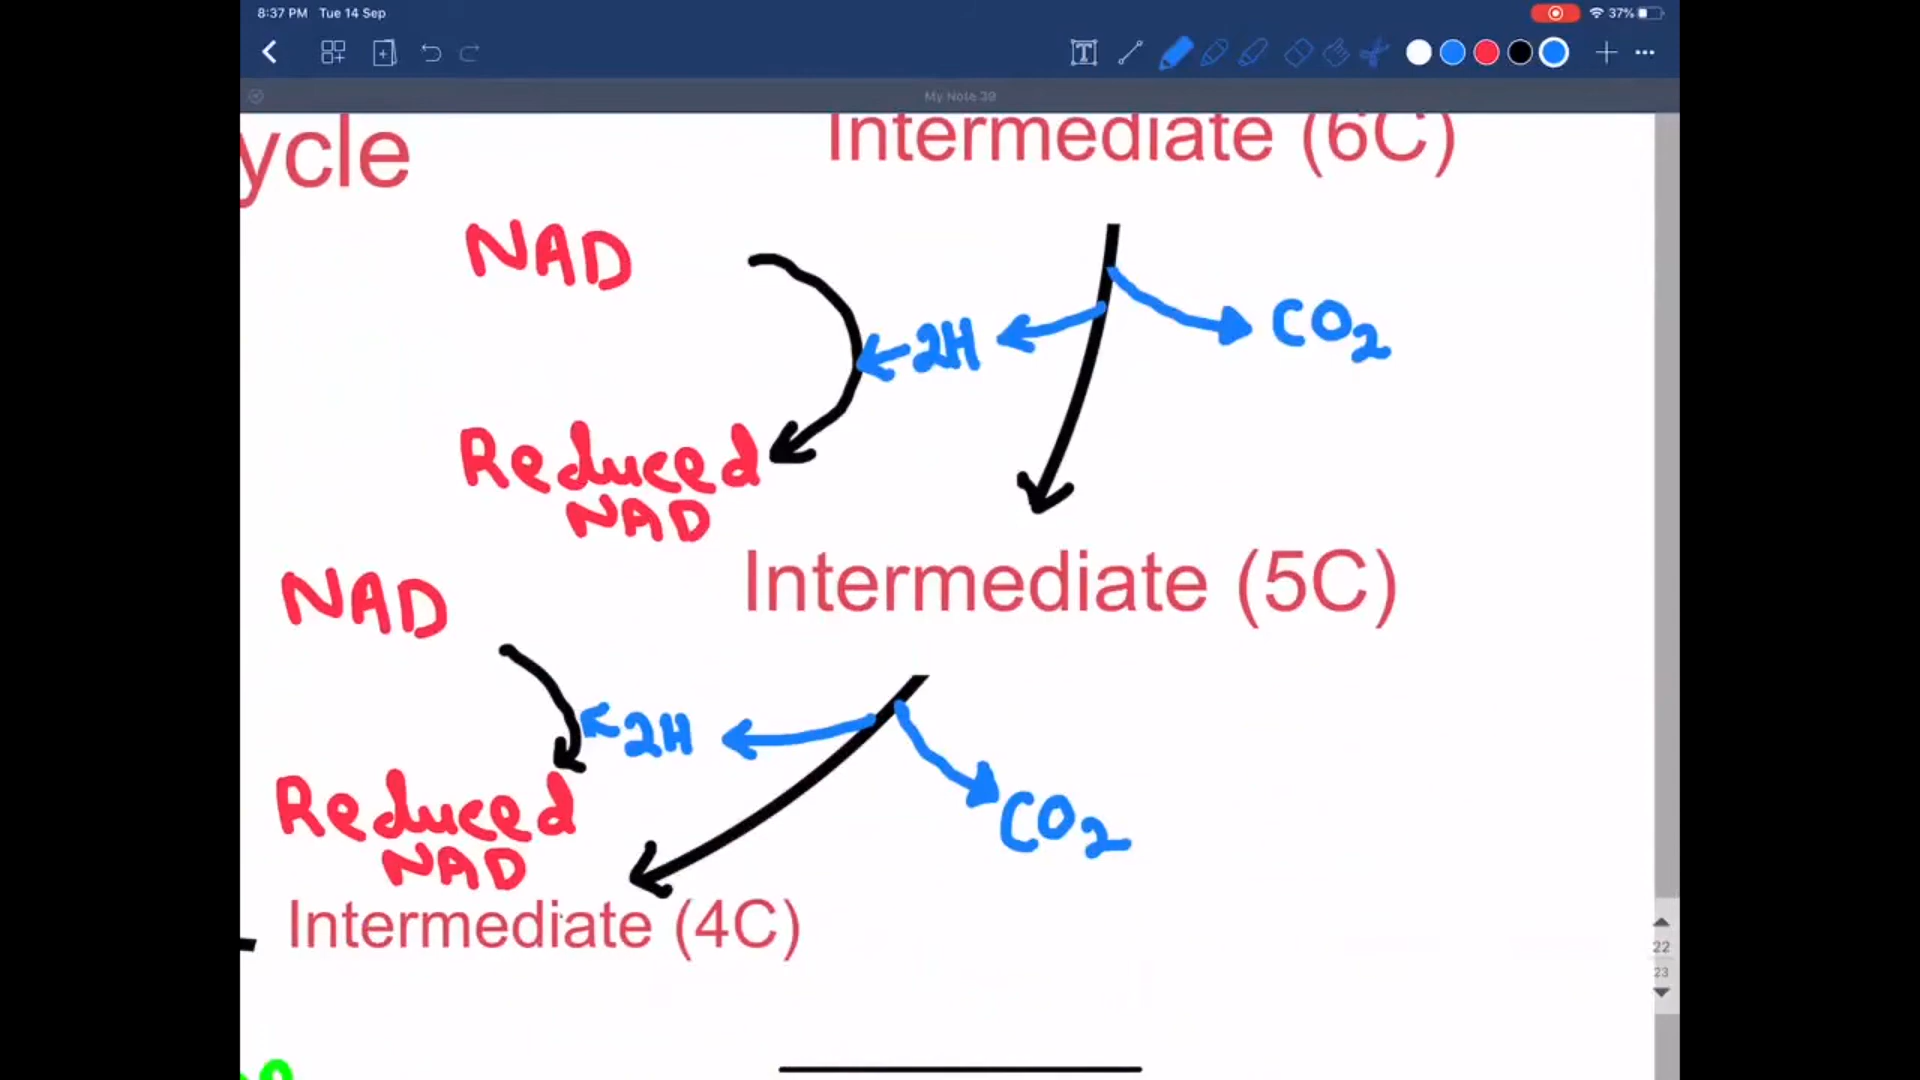 8:37 PM Tue 14 Sep
37%
My Note 39
ycle
Intermediate (6C)
NAD
2H
CO2
Reduced
NAD
Intermediate (5C)
NAD
2H
CO2
Reduced
NAD
Intermediate (4C)
22
23